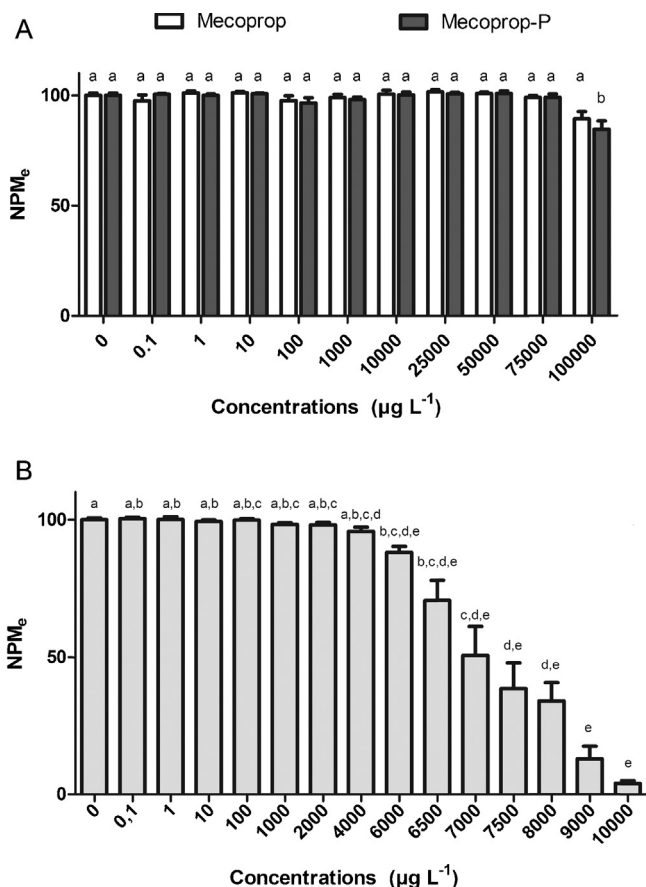 A
Mecoprop Mecoprop-P
a a a a a a a a a a a a a a a a a a a a a b
100
50
0
NPMe
0 0.1 1 10 100 1000 10000 25000 50000 75000 100000
Concentrations (µg L-1)
B
a a,b a,b a,b a,b,c a,b,c a,b,c a,b,c,d b,c,d,e b,c,d,e c,d,e d,e d,e e e
100
50
0
NPMe
0 0,1 1 10 100 1000 2000 4000 6000 6500 7000 7500 8000 9000 10000
Concentrations (µg L-1)